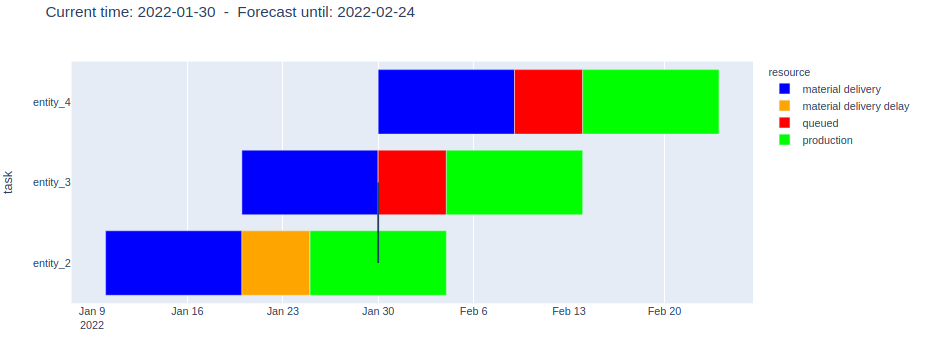 Current time: 2022-01-30 - Forecast until: 2022-02-24
resource
material delivery
material delivery delay
queued
production
task
entity_4
entity_3
entity_2
Jan 9
2022
Jan 16
Jan 23
Jan 30
Feb 6
Feb 13
Feb 20